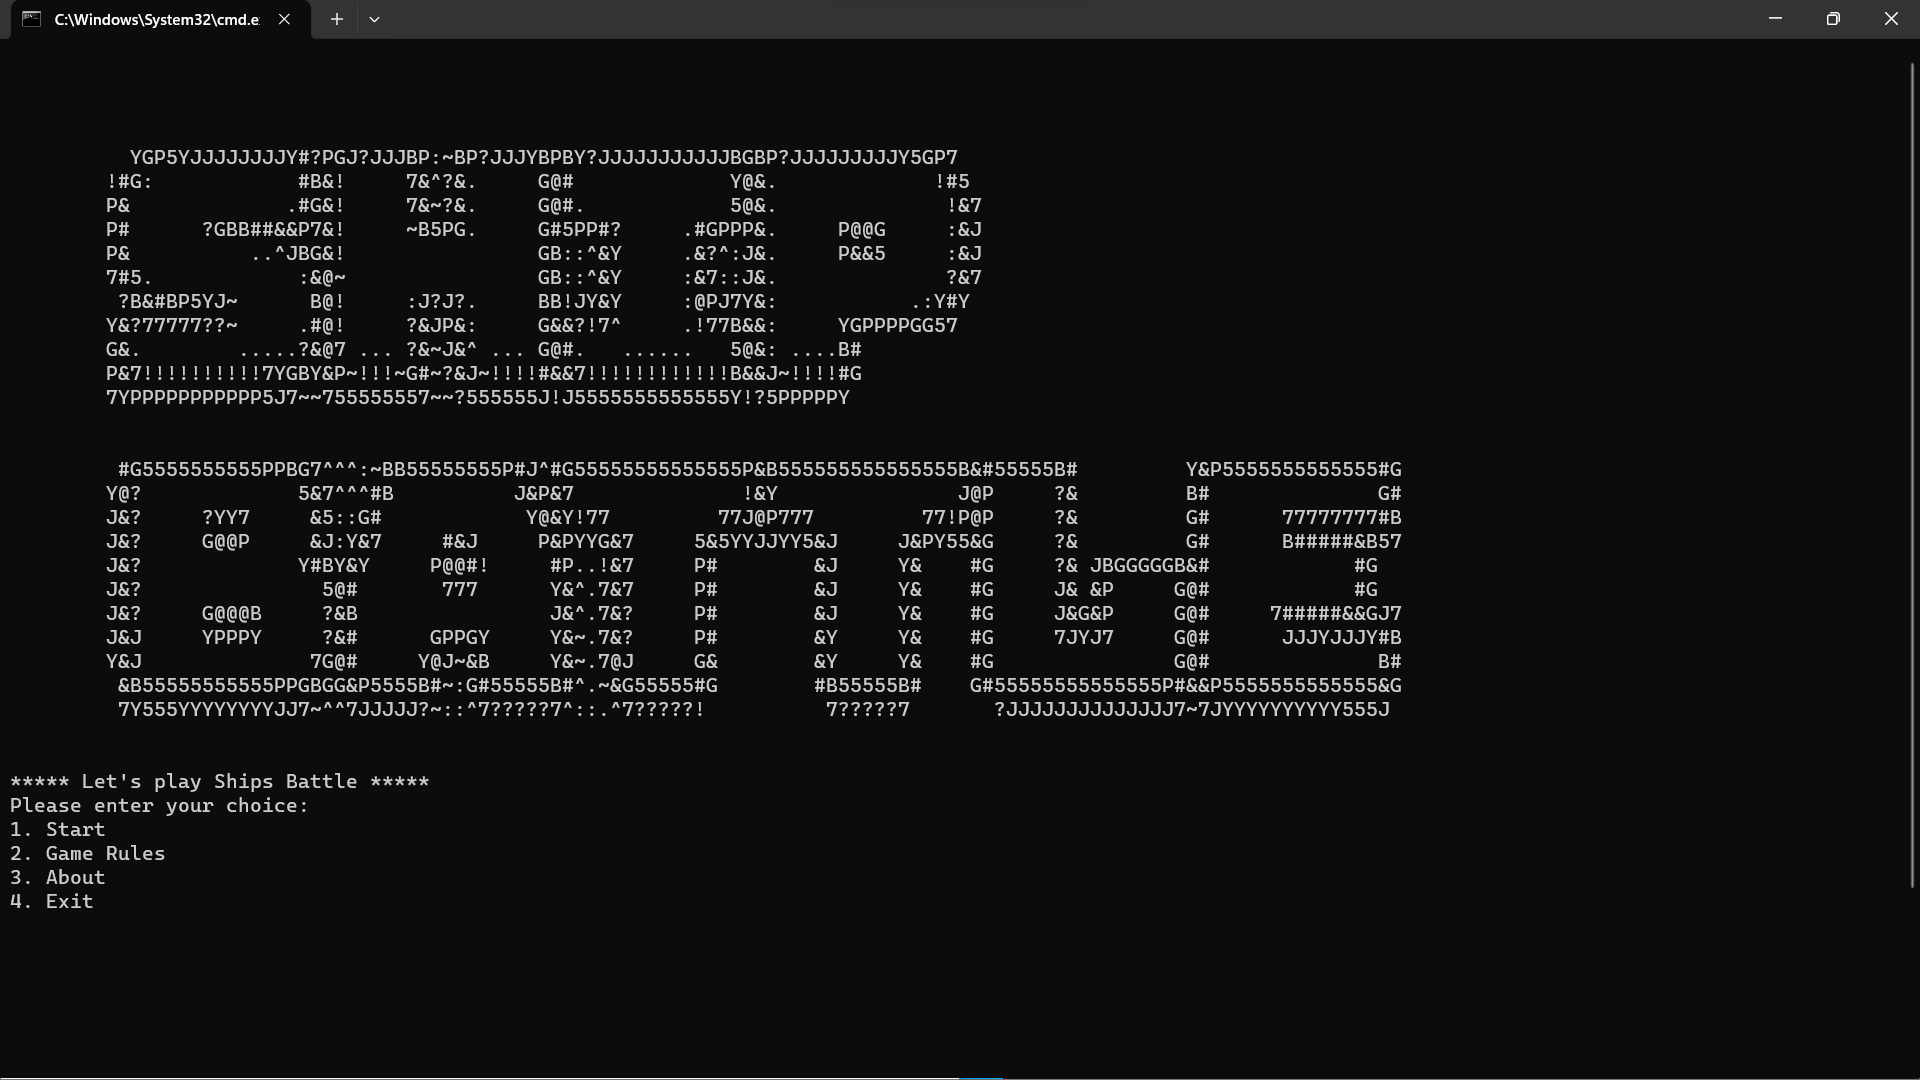 C:\Windows\System32\cmd.e
YGP5YJJJJJJJJY#?PGJ?JJJBP:~BP?JJJYBPBY?JJJJJJJJJJJBGBP?JJJJJJJJJY5GP7
!#G:            #B&!     7&^?&.     G@#             Y@&.             !#5
P&             .#G&!     7&~?&.     G@#.            5@&.              !&7
P#      ?GBB##&&P7&!     ~B5PG.     G#5PP#?     .#GPPP&.     P@@G     :&J
P&          ..^JBG&!                GB::^&Y     .&?^:J&.     P&&5     :&J
7#5.            :&@~                GB::^&Y     :&7::J&.              ?&7
?B&#BP5YJ~      B@!     :J?J?.     BB!JY&Y     :@PJ7Y&:           .:Y#Y
Y&?77777??~     .#@!     ?&JP&:     G&&?!7^     .!77B&&:     YGPPPPGG57
G&.        .....?&@7 ... ?&~J&^ ... G@#.   ......   5@&: ....B#
P&7!!!!!!!!!!7YGBY&P~!!!~G#~?&J~!!!!#&&7!!!!!!!!!!!!B&&J~!!!!#G
7YPPPPPPPPPPP5J7~~755555557~~?555555J!J5555555555555Y!?5PPPPPY
#G5555555555PPBG7^^^:~BB55555555P#J^#G55555555555555P&B555555555555555B&#55555B#         Y&P5555555555555#G
Y@?             5&7^^^#B          J&P&7              !&Y               J@P     ?&         B#              G#
J&?     ?YY7     &5::G#            Y@&Y!77         77J@P777         77!P@P     ?&         G#      77777777#B
J&?     G@@P     &J:Y&7     #&J     P&PYYG&7     5&5YYJJYY5&J     J&PY55&G     ?&         G#      B#####&B57
J&?             Y#BY&Y     P@@#!     #P..!&7     P#        &J     Y&    #G     ?& JBGGGGGB&#            #G
J&?              5@#       777      Y&^.7&7     P#        &J     Y&    #G     J& &P     G@#            #G
J&?     G@@@B     ?&B                J&^.7&?     P#        &J     Y&    #G     J&G&P     G@#     7#####&&GJ7
J&J     YPPPY     ?&#      GPPGY     Y&~.7&?     P#        &Y     Y&    #G     7JYJ7     G@#      JJJYJJJY#B
Y&J              7G@#     Y@J~&B     Y&~.7@J     G&        &Y     Y&    #G               G@#              B#
&B55555555555PPGBGG&P5555B#~:G#55555B#^.~&G55555#G        #B55555B#    G#55555555555555P#&&P5555555555555&G
7Y555YYYYYYYYJJ7~^^7JJJJJ?~::^7?????7^::.^7?????!          7?????7       ?JJJJJJJJJJJJJJ7~7JYYYYYYYYYY555J
***** Let's play Ships Battle *****
Please enter your choice:
1. Start
2. Game Rules
3. About
4. Exit